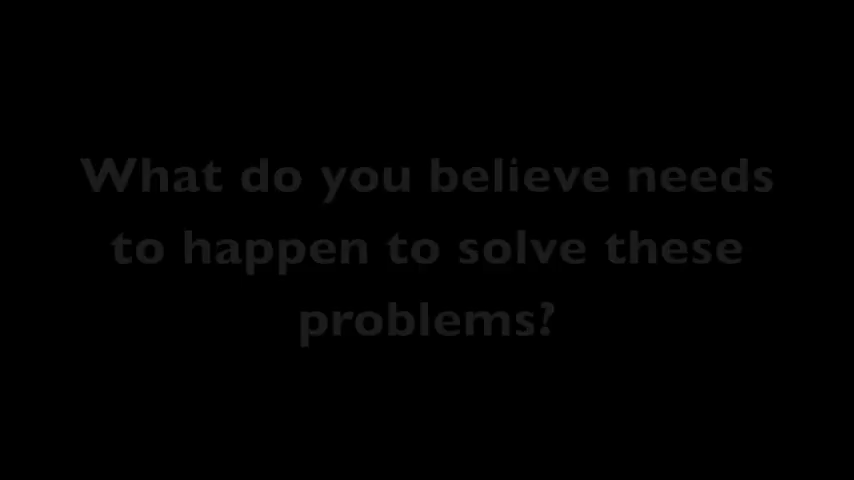 What do you believe needs
to happen to solve these
problems?